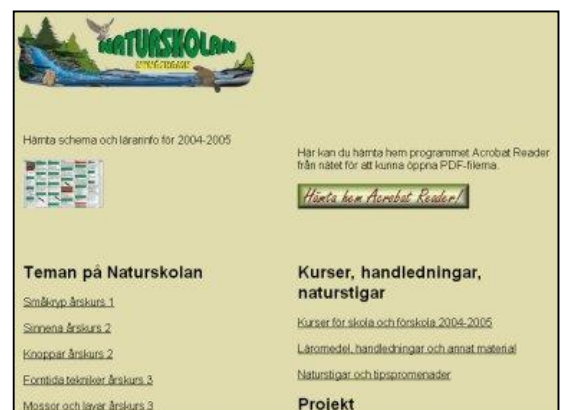 NATURSKOLAN
Hämta schema och lärarinfo för 2004-2005
Här kan du hämta hem programmet Acrobat Reader
från nätet för att kunna öppna PDF-filerna.
Hämta hem Acrobat Reader!
Teman på Naturskolan
Småkryp årskurs 1
Sinnena årskurs 2
Knoppar årskurs 2
Forntida tekniker årskurs 3
Mossor och lavar årskurs 3
Kurser, handledningar,
naturstigar
Kurser för skola och förskola 2004-2005
Läromedel, handledningar och annat material
Naturstigar och tipspromenader
Projekt